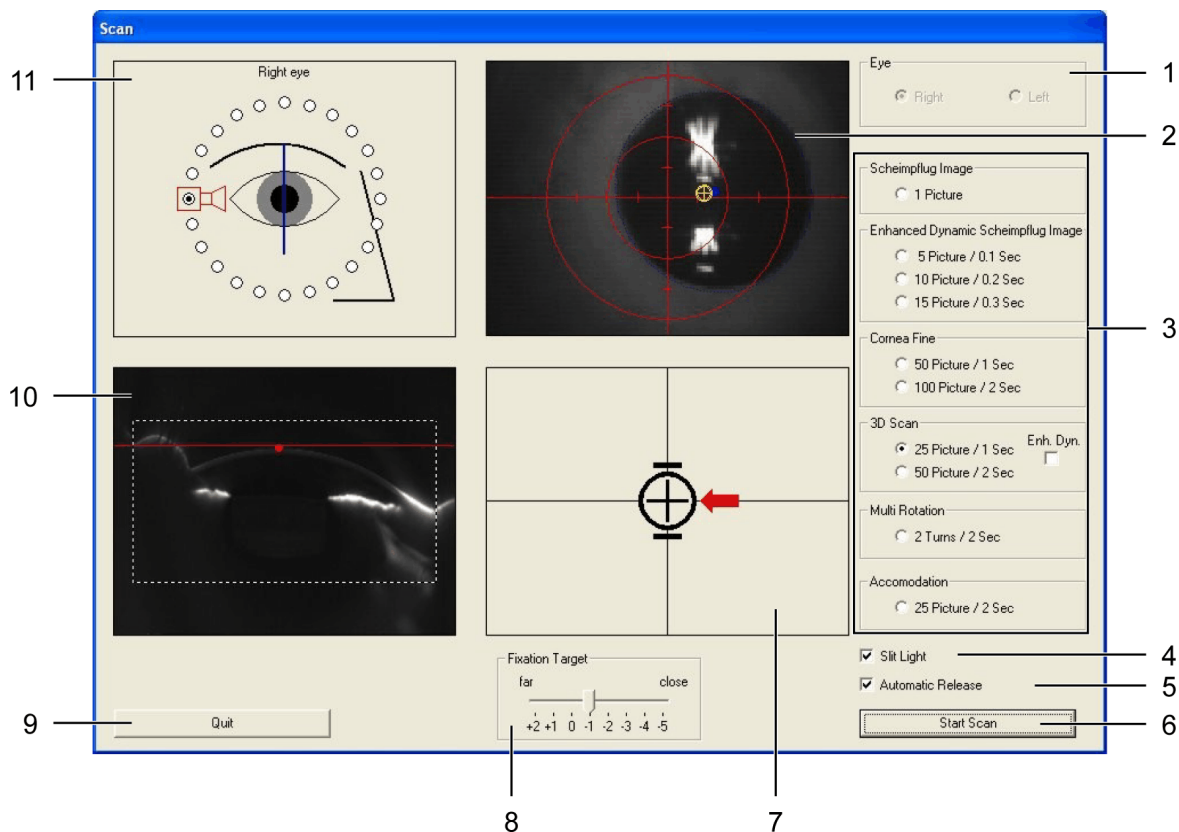 Scan
11
Right eye
Eye
Right
Left
1
2
Scheimpflug Image
1 Picture
Enhanced Dynamic Scheimpflug Image
5 Picture / 0.1 Sec
10 Picture / 0.2 Sec
15 Picture / 0.3 Sec
3
Cornea Fine
50 Picture / 1 Sec
100 Picture / 2 Sec
10
3D Scan
25 Picture / 1 Sec
Enh. Dyn.
50 Picture / 2 Sec
Multi Rotation
2 Turns / 2 Sec
Accomodation
25 Picture / 2 Sec
Slit Light
4
Automatic Release
5
Fixation Target
far
close
+2 +1 0 -1 -2 -3 -4 -5
9
Quit
Start Scan
6
8
7